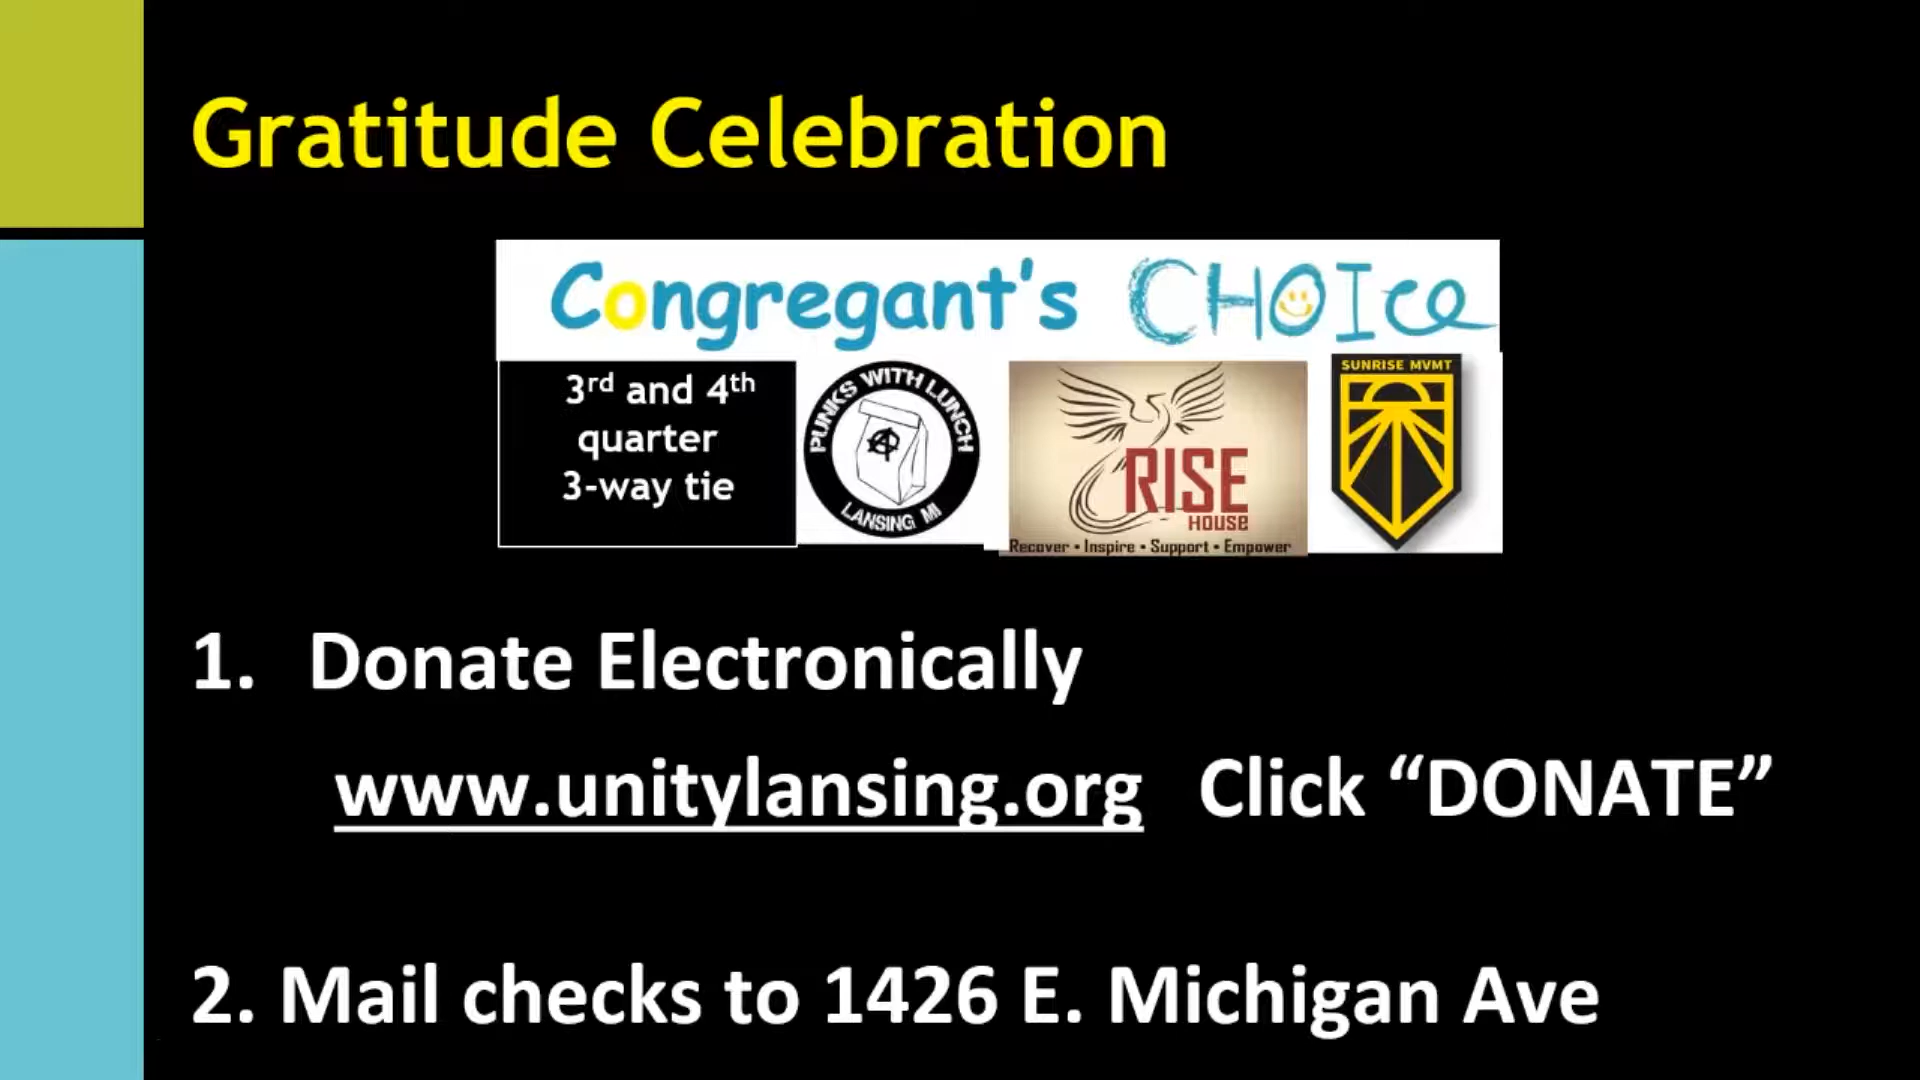 Gratitude Celebration
Congregant's CHOIce
3rd and 4th
quarter
3-way tie
PUNKS WITH LUNCH
LANSING MI
RISE
HOUSE
Recover • Inspire • Support • Empower
SUNRISE MVMT
1. Donate Electronically
www.unitylansing.org Click “DONATE”
2. Mail checks to 1426 E. Michigan Ave